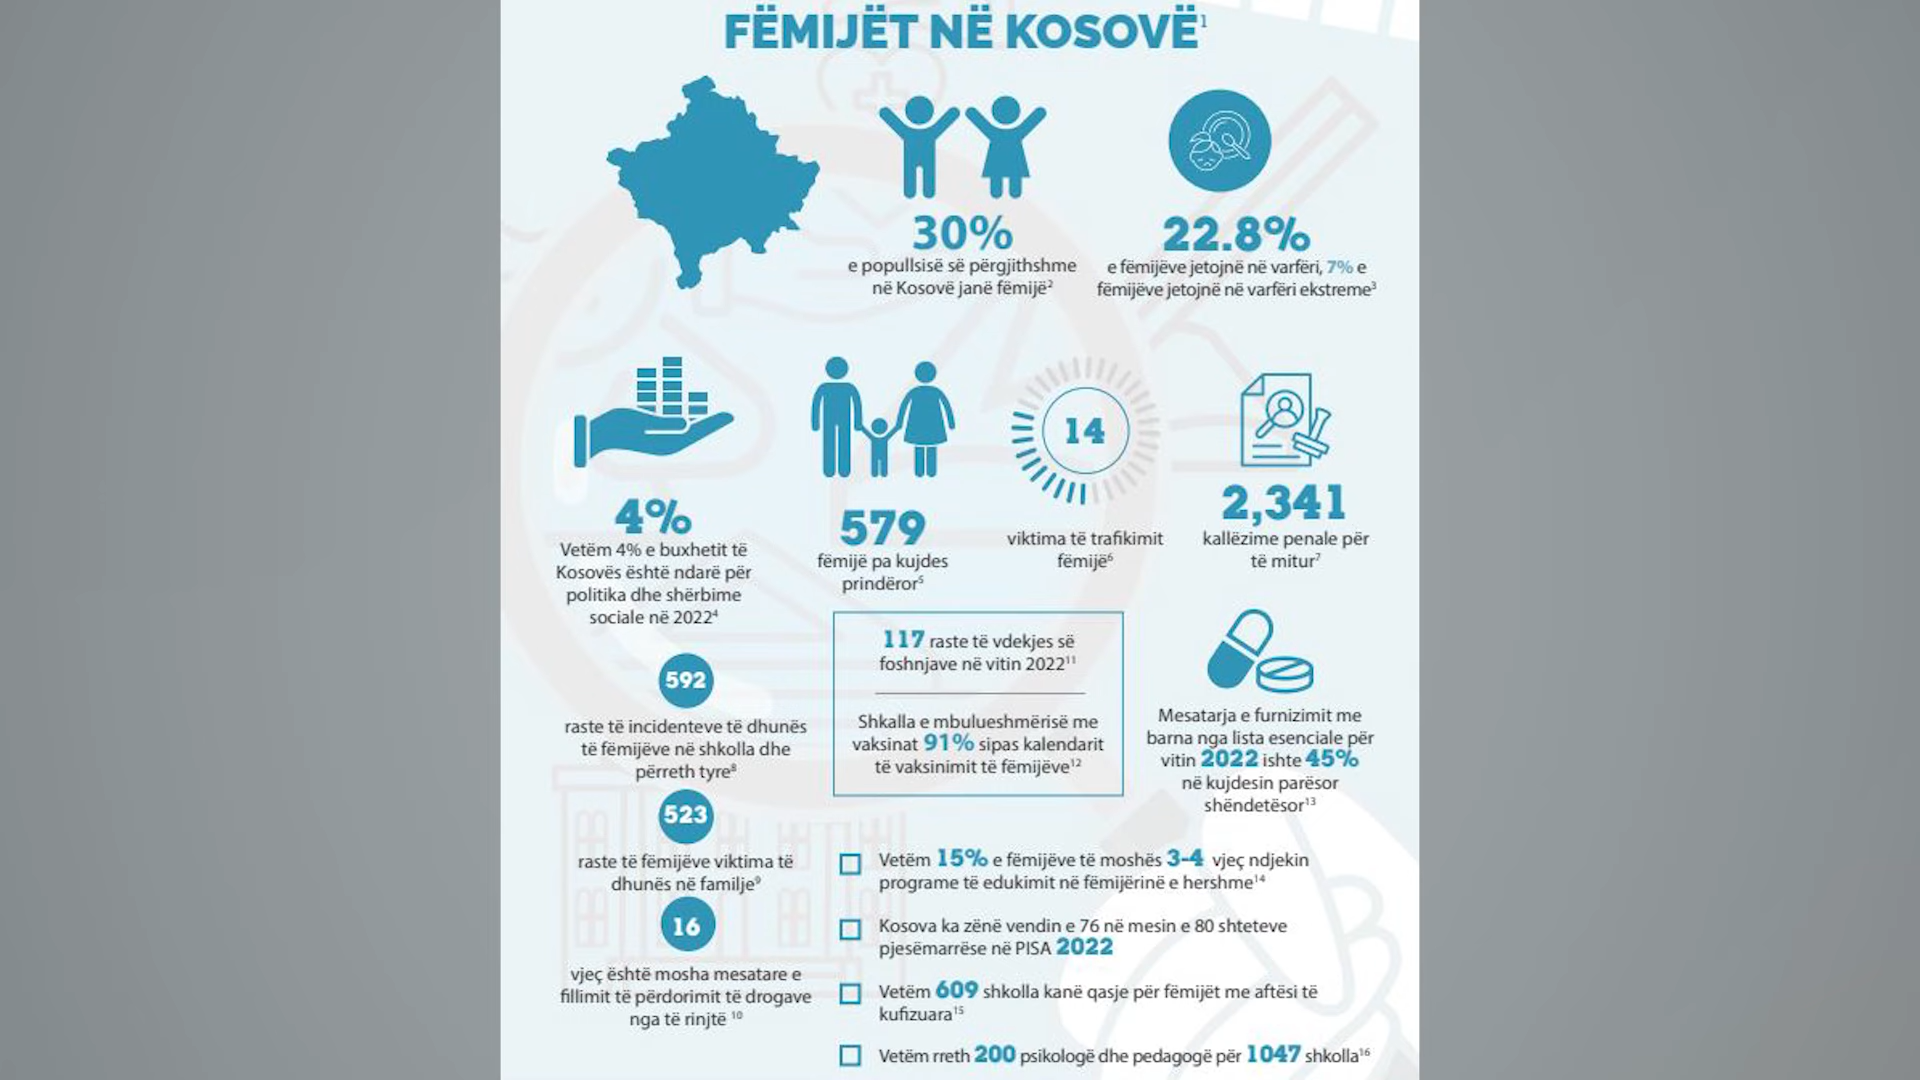 FËMIJËT NË KOSOVË¹
30%
e popullsisë së përgjithshme
në Kosovë janë fëmijë²
22.8%
e fëmijëve jetojnë në varfëri, 7% e
fëmijëve jetojnë në varfëri ekstreme³
4%
Vetëm 4% e buxhetit të
Kosovës është ndarë për
politika dhe shërbime
sociale në 2022⁴
579
fëmijë pa kujdes
prindëror⁵
14
viktima të trafikimit
fëmijë⁶
2,341
kallëzime penale për
të mitur⁷
592
raste të incidenteve të dhunës
të fëmijëve në shkolla dhe
përreth tyre⁸
523
raste të fëmijëve viktima të
dhunës në familje⁹
16
vjeç është mosha mesatare e
fillimit të përdorimit të drogave
nga të rinjtë ¹⁰
117 raste të vdekjes së
foshnjave në vitin 2022¹¹
Shkalla e mbulueshmërisë me
vaksinat 91% sipas kalendarit
të vaksinimit të fëmijëve¹²
Mesatarja e furnizimit me
barna nga lista esenciale për
vitin 2022 ishte 45%
në kujdesin parësor
shëndetësor¹³
Vetëm 15% e fëmijëve të moshës 3-4 vjeç ndjekin
programe të edukimit në fëmijërinë e hershme¹⁴
Kosova ka zënë vendin e 76 në mesin e 80 shteteve
pjesëmarrëse në PISA 2022
Vetëm 609 shkolla kanë qasje për fëmijët me aftësi të
kufizuara¹⁵
Vetëm rreth 200 psikologë dhe pedagogë për 1047 shkolla¹⁶